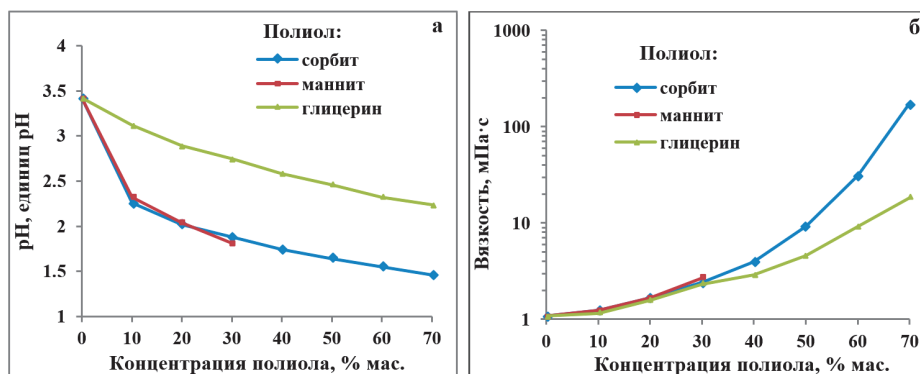 а
Полиол:
сорбит
маннит
глицерин
pH, единиц pH
4
3.5
3
2.5
2
1.5
1
0 10 20 30 40 50 60 70
Концентрация полиола, % мас.
б
Полиол:
сорбит
маннит
глицерин
Вязкость, мПа·с
1000
100
10
1
0 10 20 30 40 50 60 70
Концентрация полиола, % мас.